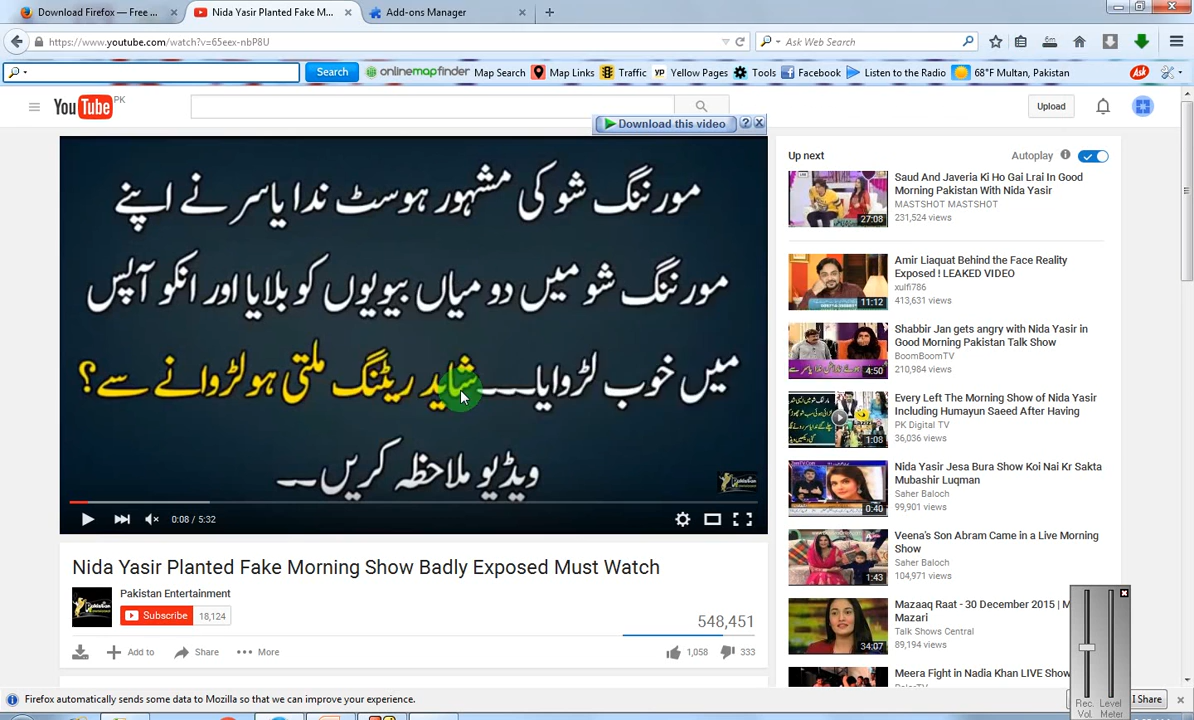 Download Firefox — Free ...
Nida Yasir Planted Fake M...
Add-ons Manager
https://www.youtube.com/watch?v=65eex-nbP8U
Ask Web Search
Search
onlinemapfinder
Map Search
Map Links
Traffic
YP
Yellow Pages
Tools
Facebook
Listen to the Radio
68°F Multan, Pakistan
Ask
YouTube PK
Upload
Download this video
مورننگ شو کی مشہور ہوسٹ ندا یاسر نے اپنے
مورننگ شو میں دو میاں بیویوں کو بلایا اور انکو آپس
میں خوب لڑوایا۔۔۔ شاید ریٹنگ ملتی ہو لڑوانے سے؟
ویڈیو ملاحظہ کریں۔۔
0:08 / 5:32
Nida Yasir Planted Fake Morning Show Badly Exposed Must Watch
Pakistan Entertainment
Subscribe
18,124
548,451
Add to
Share
More
1,058
333
Up next
Autoplay
Saud And Javeria Ki Ho Gai Lrai In Good
Morning Pakistan With Nida Yasir
MASTSHOT MASTSHOT
231,524 views
27:08
Amir Liaquat Behind the Face Reality
Exposed ! LEAKED VIDEO
xulfi786
413,631 views
11:12
Shabbir Jan gets angry with Nida Yasir in
Good Morning Pakistan Talk Show
BoomBoomTV
210,984 views
4:50
Every Left The Morning Show of Nida Yasir
Including Humayun Saeed After Having
PK Digital TV
36,036 views
1:08
Nida Yasir Jesa Bura Show Koi Nai Kr Sakta
Mubashir Luqman
Saher Baloch
99,901 views
0:40
Veena's Son Abram Came in a Live Morning
Show
Saher Baloch
104,971 views
1:43
Mazaaq Raat - 30 December 2015 | M
Mazari
Talk Shows Central
89,194 views
34:07
Meera Fight in Nadia Khan LIVE Show
Rec. Vol.
Level Meter
Firefox automatically sends some data to Mozilla so that we can improve your experience.
I Share